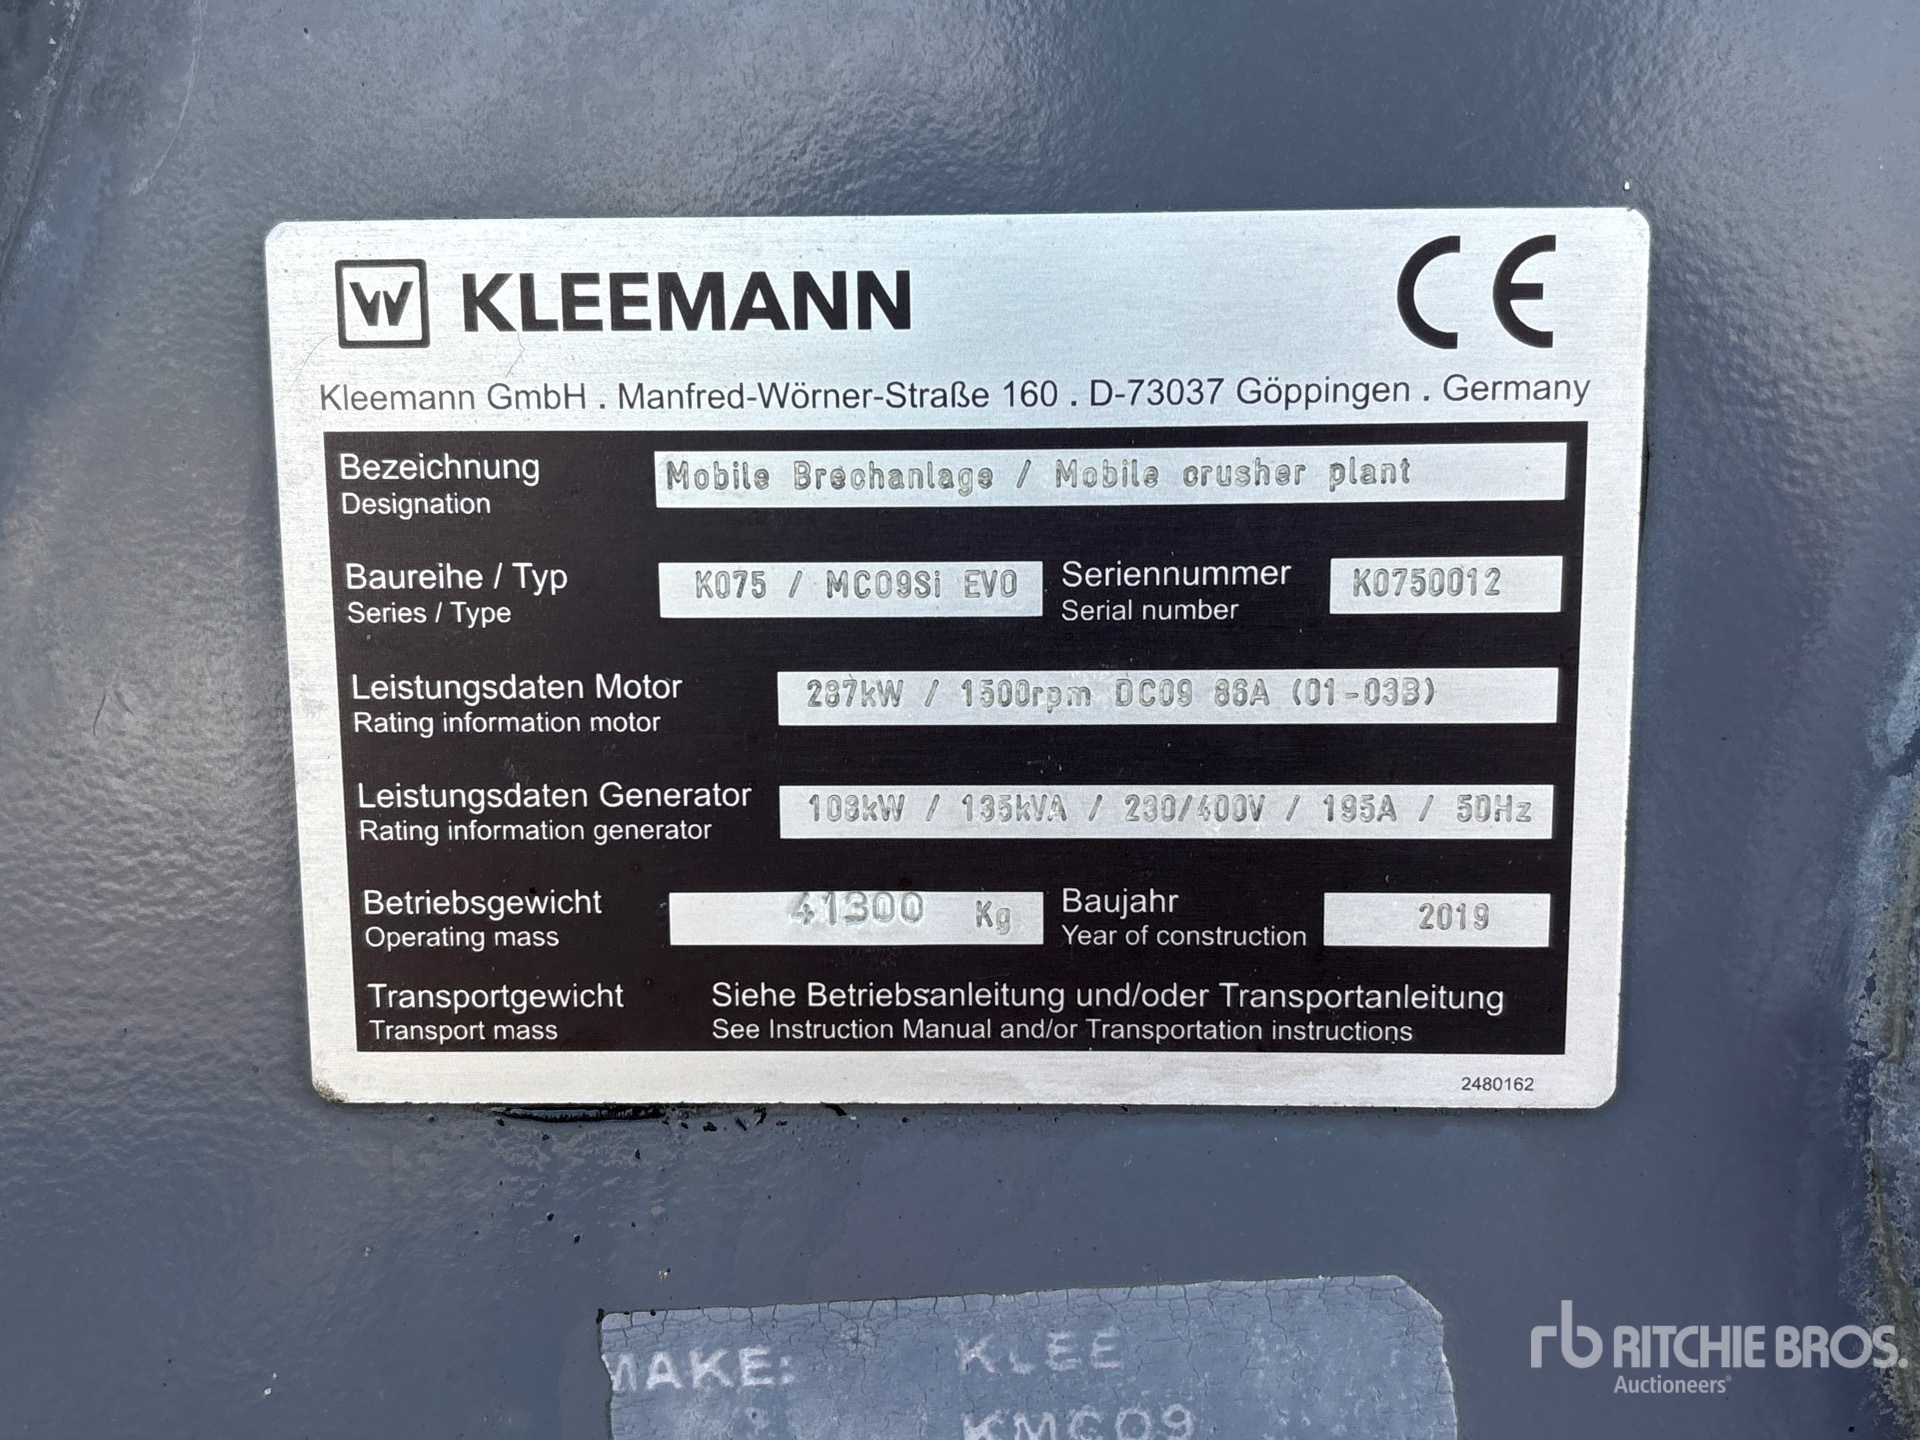 W KLEEMANN CE
Kleemann GmbH . Manfred-Wörner-Straße 160 . D-73037 Göppingen . Germany
Bezeichnung Mobile Brechanlage / Mobile crusher plant
Designation
Baureihe / Typ K075 / MC09Si EVO Seriennummer K0750012
Series / Type Serial number
Leistungsdaten Motor 287kW / 1500rpm DC09 86A (01-03B)
Rating information motor
Leistungsdaten Generator 108kW / 135kVA / 230/400V / 195A / 50Hz
Rating information generator
Betriebsgewicht 41300 Kg Baujahr 2019
Operating mass Year of construction
Transportgewicht Siehe Betriebsanleitung und/oder Transportanleitung
Transport mass See Instruction Manual and/or Transportation instructions
2480162
MAKE: KLEE
KMC09
rb RITCHIE BROS.
Auctioneers